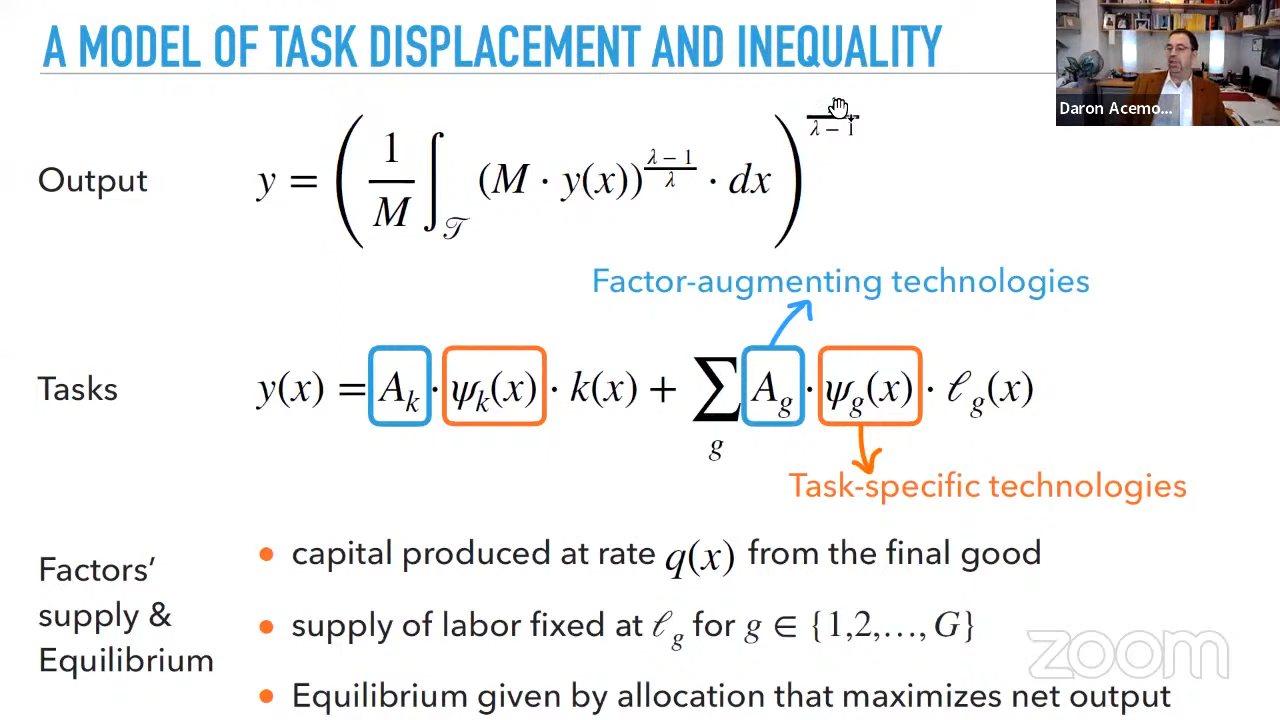 A MODEL OF TASK DISPLACEMENT AND INEQUALITY
Daron Acemo...
Output
y = ( 1/M ∫_𝒯 (M · y(x))^{(λ − 1)/λ} · dx )^{/(λ − 1)}
Factor-augmenting technologies
Tasks
y(x) = A_k · ψ_k(x) · k(x) + ∑_g A_g · ψ_g(x) · ℓ_g(x)
Task-specific technologies
Factors’
supply &
Equilibrium
• capital produced at rate q(x) from the final good
• supply of labor fixed at ℓ_g for g ∈ {1,2,…, G}
• Equilibrium given by allocation that maximizes net output
zoom